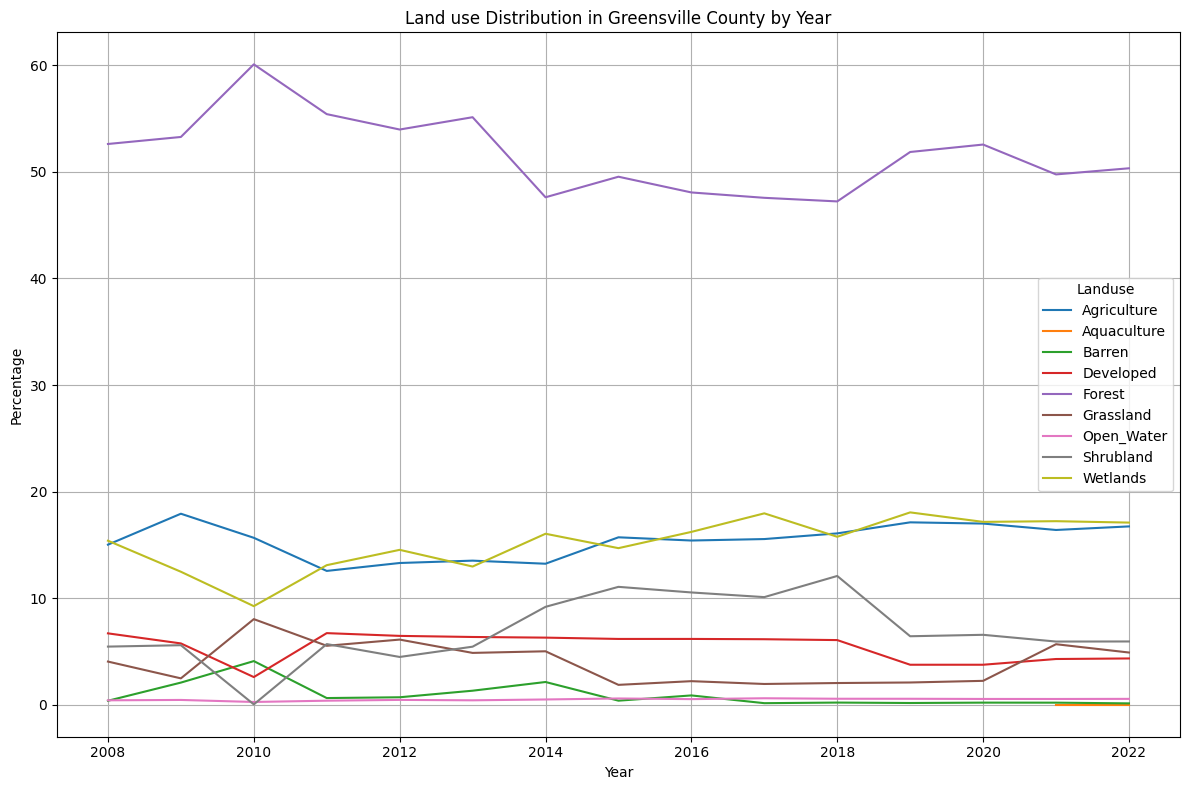 Land use Distribution in Greensville County by Year
60
50
40
30
20
10
0
Percentage
2008 2010 2012 2014 2016 2018 2020 2022
Year
Landuse
Agriculture
Aquaculture
Barren
Developed
Forest
Grassland
Open_Water
Shrubland
Wetlands